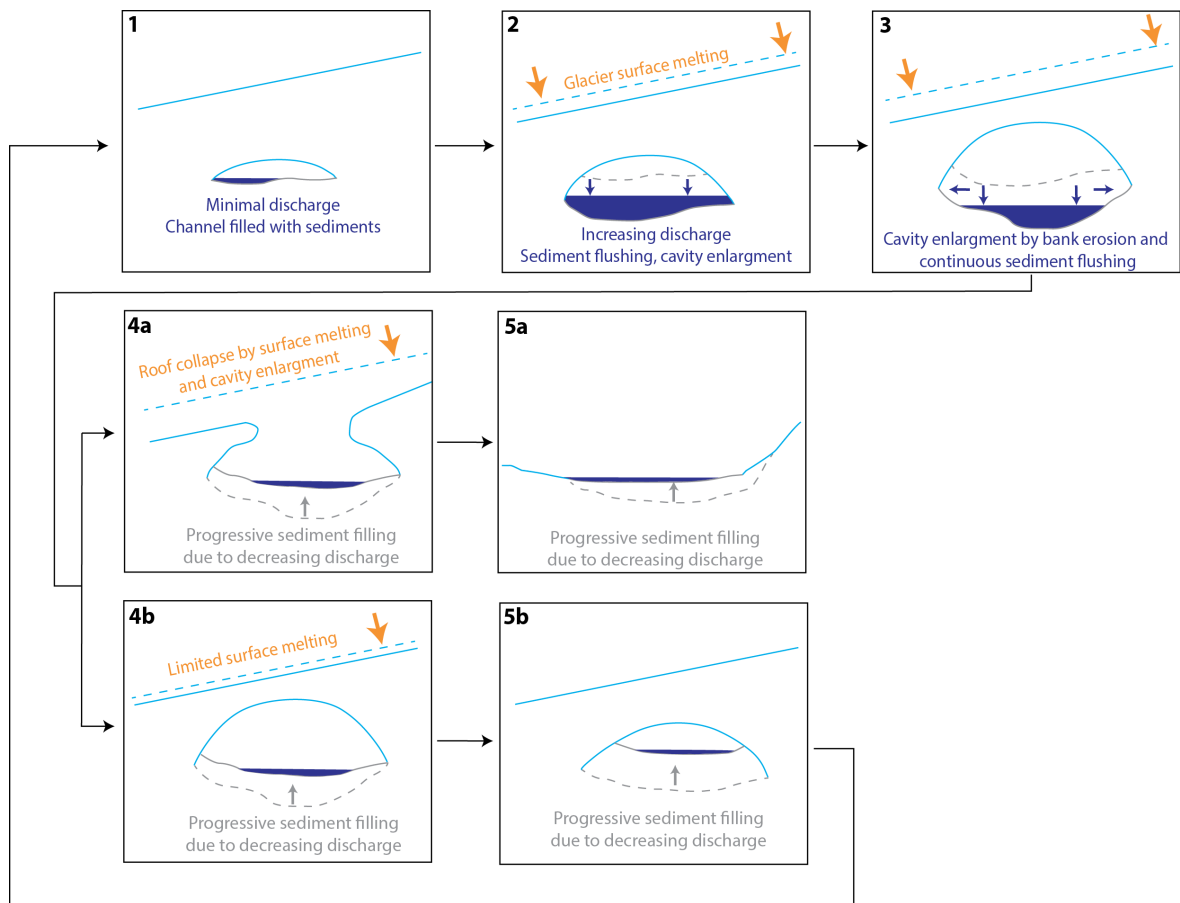 1
Minimal discharge
Channel filled with sediments
2
Glacier surface melting
Increasing discharge
Sediment flushing, cavity enlargment
3
Cavity enlargment by bank erosion and
continuous sediment flushing
4a
Roof collapse by surface melting
and cavity enlargment
Progressive sediment filling
due to decreasing discharge
5a
Progressive sediment filling
due to decreasing discharge
4b
Limited surface melting
Progressive sediment filling
due to decreasing discharge
5b
Progressive sediment filling
due to decreasing discharge